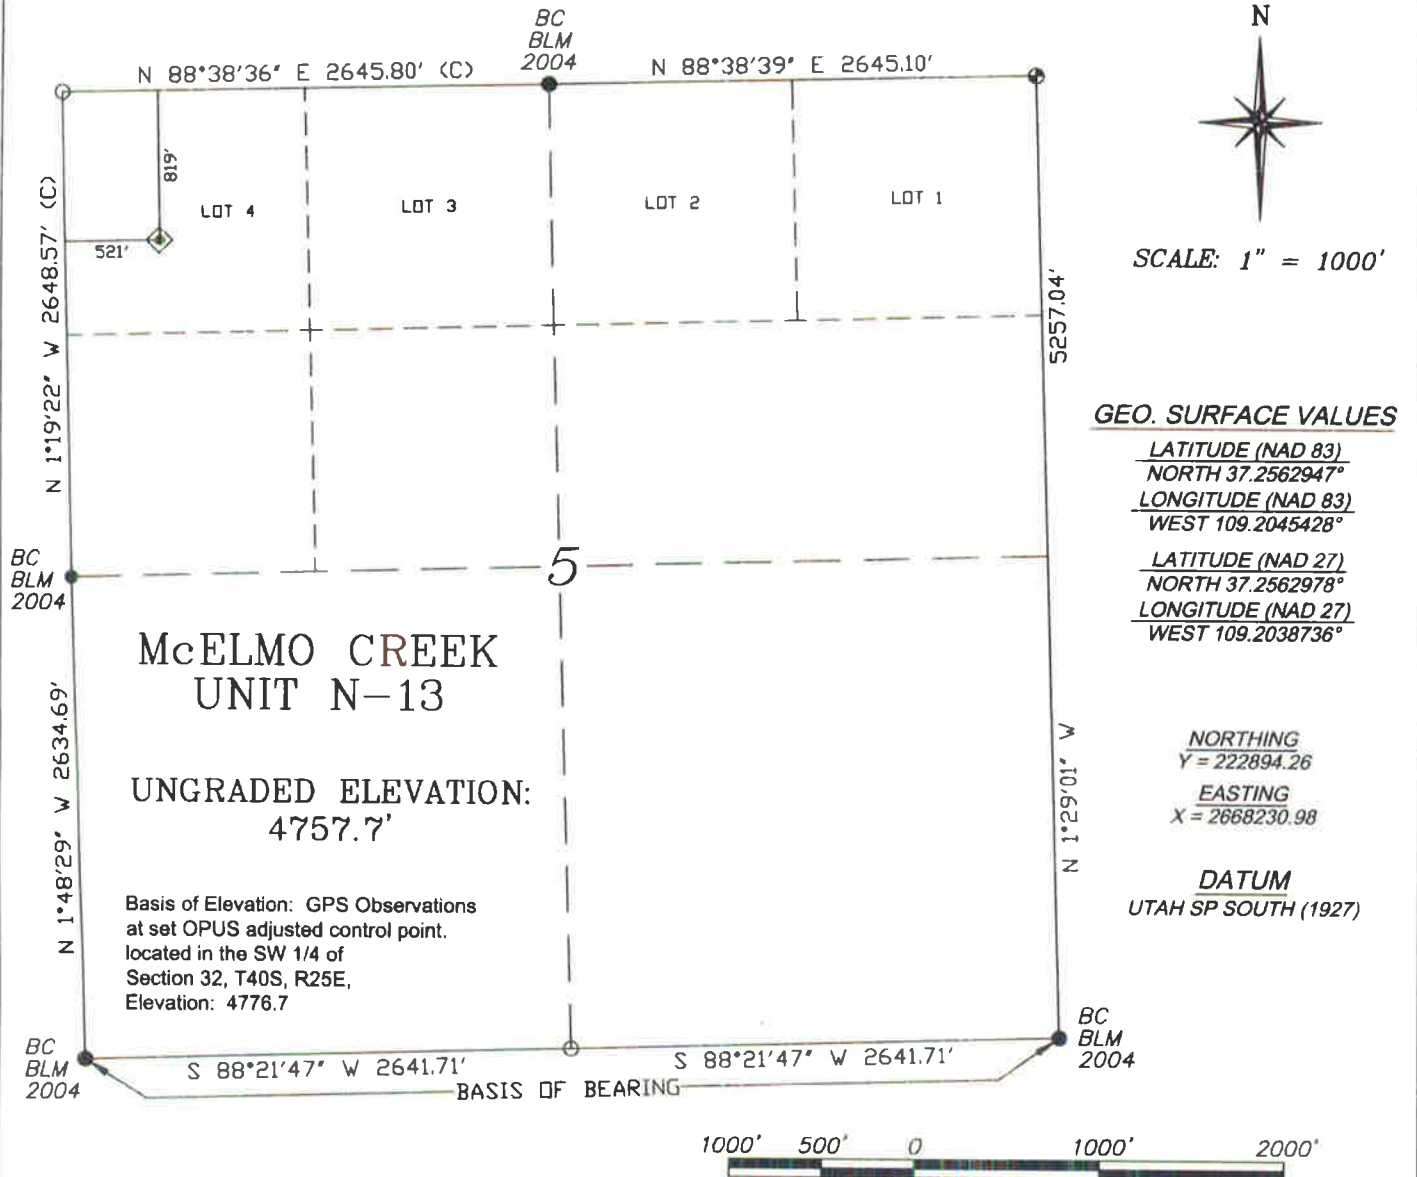 BC
BLM
2004
N
N 88°38'36" E 2645.80' (C)
N 88°38'39" E 2645.10'
819'
LOT 4
LOT 3
LOT 2
LOT 1
521'
SCALE: 1" = 1000'
N 1°19'22" W 2648.57' (C)
5257.04'
GEO. SURFACE VALUES
LATITUDE (NAD 83)
NORTH 37.2562947°
LONGITUDE (NAD 83)
WEST 109.2045428°
LATITUDE (NAD 27)
NORTH 37.2562978°
LONGITUDE (NAD 27)
WEST 109.2038736°
BC
BLM
2004
5
McELMO CREEK
UNIT N-13
N 1°48'29" W 2634.69'
N 1°29'01" W
NORTHING
Y = 222894.26
EASTING
X = 2668230.98
UNGRADED ELEVATION:
4757.7'
DATUM
UTAH SP SOUTH (1927)
Basis of Elevation: GPS Observations
at set OPUS adjusted control point.
located in the SW 1/4 of
Section 32, T40S, R25E,
Elevation: 4776.7
BC
BLM
2004
S 88°21'47" W 2641.71'
S 88°21'47" W 2641.71'
BC
BLM
2004
BASIS OF BEARING
1000' 500' 0 1000' 2000'